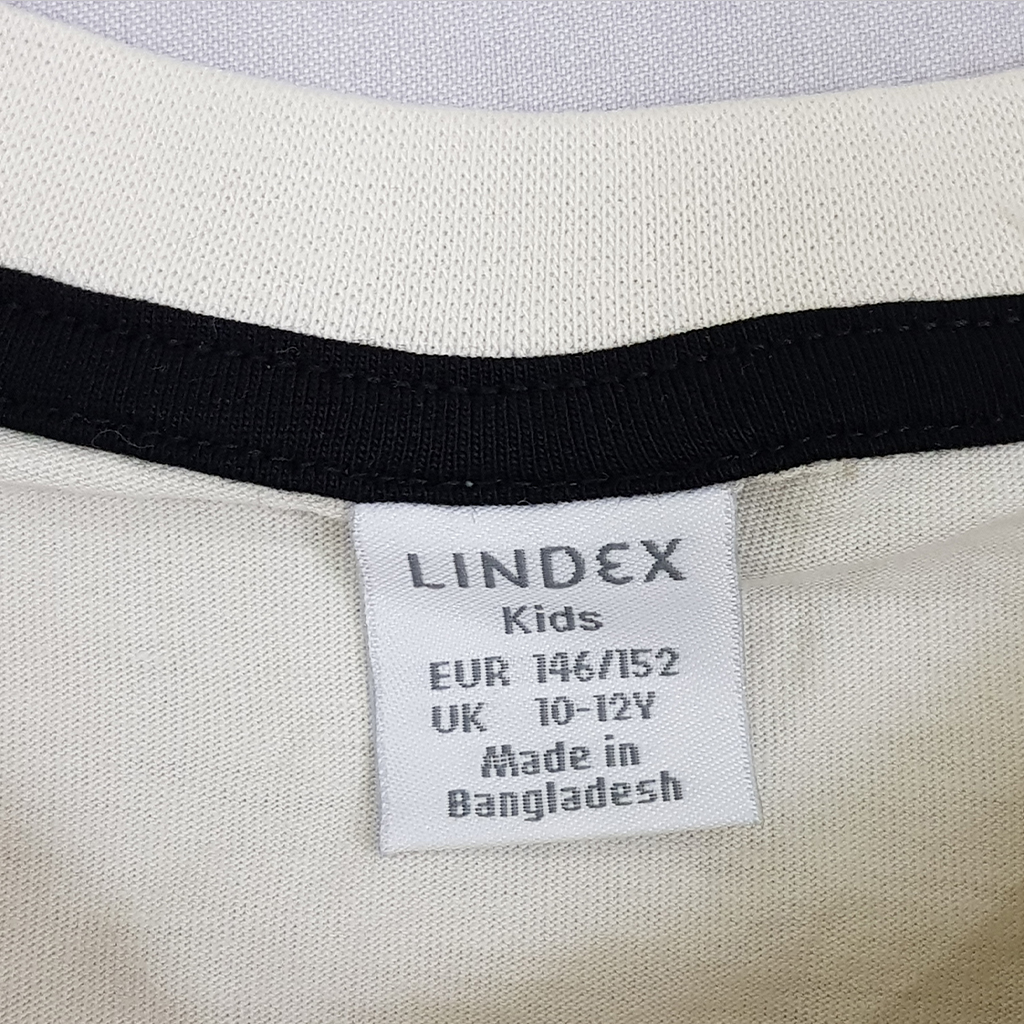 LINDEX
Kids
EUR 146/152
UK 10-12Y
Made in
Bangladesh